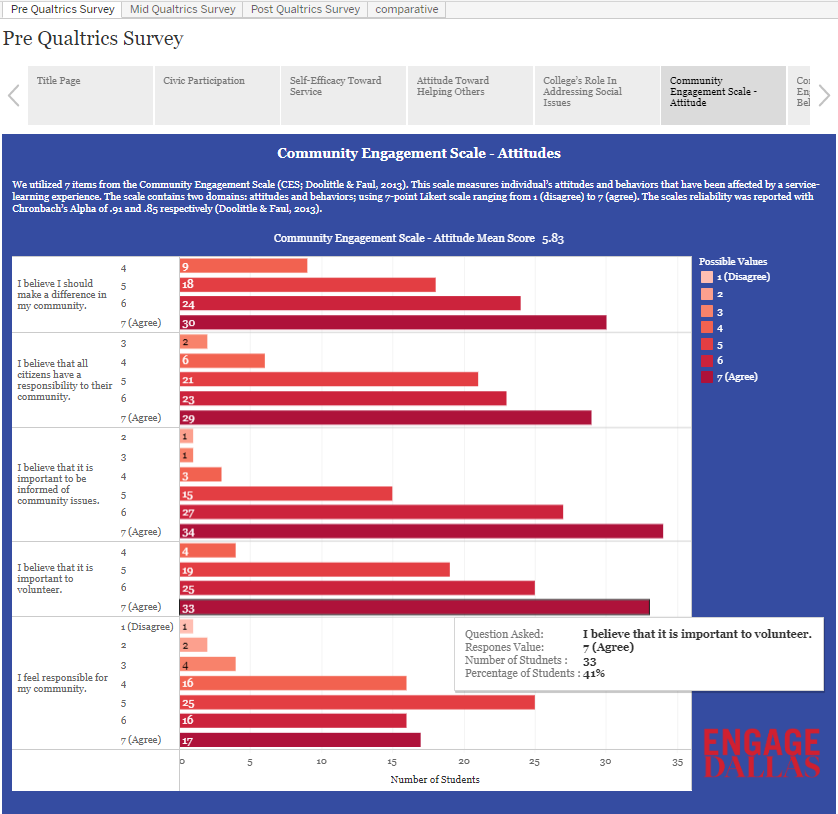 Pre Qualtrics Survey
Mid Qualtrics Survey
Post Qualtrics Survey
comparative
Pre Qualtrics Survey
Title Page
Civic Participation
Self-Efficacy Toward
Service
Attitude Toward
Helping Others
College's Role In
Addressing Social
Issues
Community
Engagement Scale -
Attitude
Community Engagement Scale - Attitudes
We utilized 7 items from the Community Engagement Scale (CES; Doolittle & Faul, 2013). This scale measures individual's attitudes and behaviors that have been affected by a service-
learning experience. The scale contains two domains: attitudes and behaviors; using 7-point Likert scale ranging from 1 (disagree) to 7 (agree). The scales reliability was reported with
Chronbach's Alpha of .91 and .85 respectively (Doolittle & Faul, 2013).
Community Engagement Scale - Attitude Mean Score 5.83
I believe I should
make a difference in
my community.
4 9
5 18
6 24
7 (Agree) 30
I believe that all
citizens have a
responsibility to their
community.
3 2
4 6
5 21
6 23
7 (Agree) 29
I believe that it is
important to be
informed of
community issues.
2 1
3 1
4 3
5 15
6 27
7 (Agree) 34
I believe that it is
important to
volunteer.
4 4
5 19
6 25
7 (Agree) 33
I feel responsible for
my community.
1 (Disagree) 1
2 2
3 4
4 16
5 25
6 16
7 (Agree) 17
0 5 10 15 20 25 30 35
Number of Students
Possible Values
1 (Disagree)
2
3
4
5
6
7 (Agree)
Question Asked: I believe that it is important to volunteer.
Respones Value: 7 (Agree)
Number of Studnets : 33
Percentage of Students : 41%
ENGAGE
DALLAS